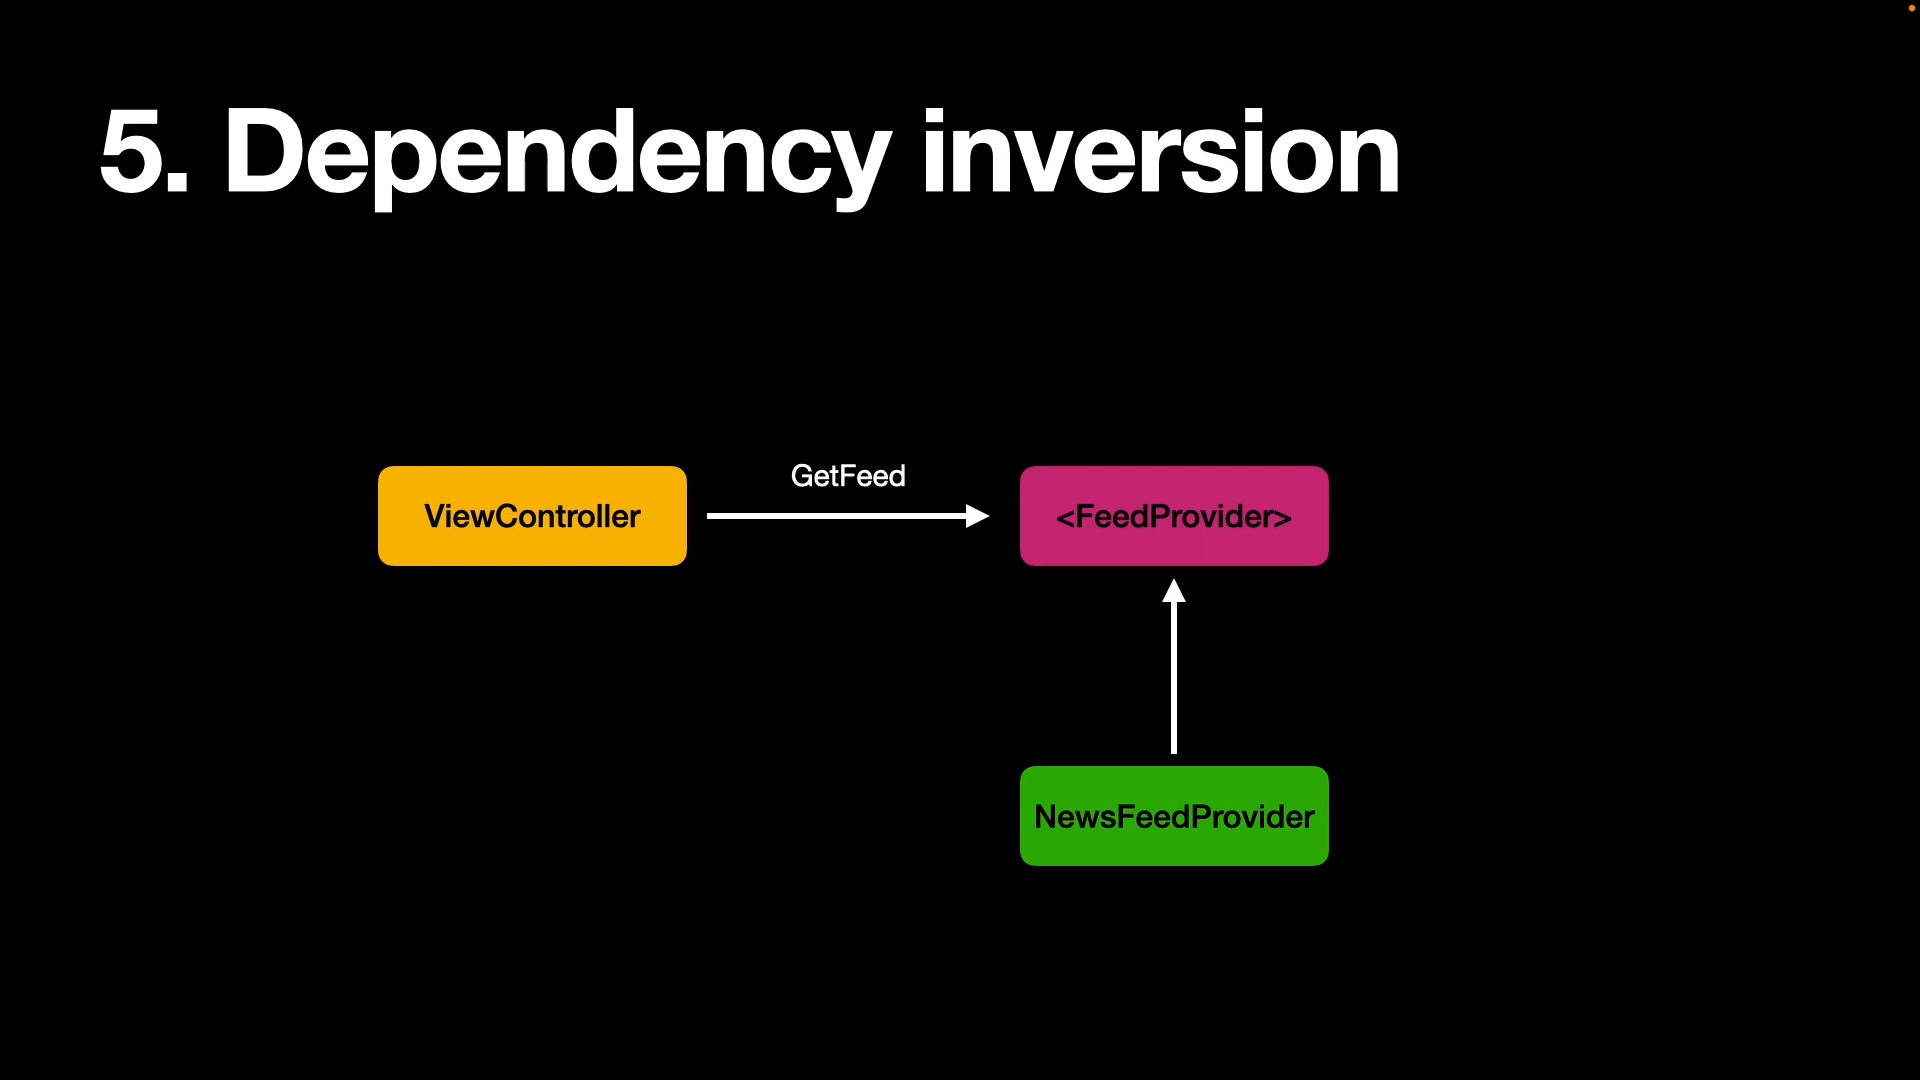 5. Dependency inversion
GetFeed
ViewController
<FeedProvider>
NewsFeedProvider